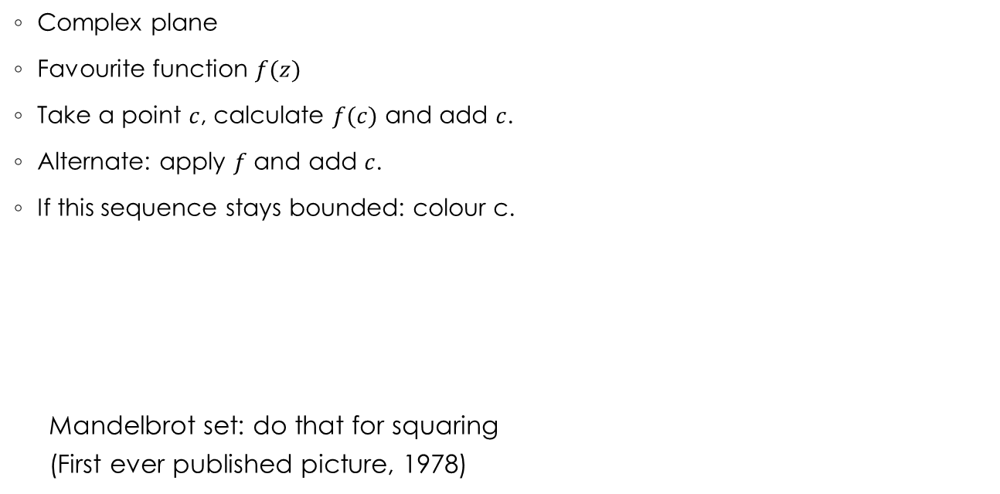 ◦ Complex plane
◦ Favourite function f(z)
◦ Take a point c, calculate f(c) and add c.
◦ Alternate: apply f and add c.
◦ If this sequence stays bounded: colour c.
Mandelbrot set: do that for squaring
(First ever published picture, 1978)